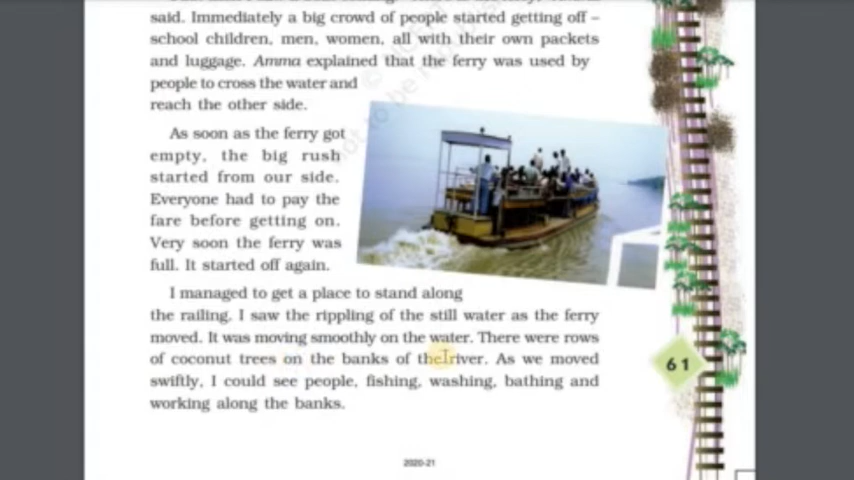 said. Immediately a big crowd of people started getting off –
school children, men, women, all with their own packets
and luggage. Amma explained that the ferry was used by
people to cross the water and
reach the other side.
As soon as the ferry got
empty, the big rush
started from our side.
Everyone had to pay the
fare before getting on.
Very soon the ferry was
full. It started off again.
I managed to get a place to stand along
the railing. I saw the rippling of the still water as the ferry
moved. It was moving smoothly on the water. There were rows
of coconut trees on the banks of the river. As we moved
swiftly, I could see people, fishing, washing, bathing and
working along the banks.
61
2020-21